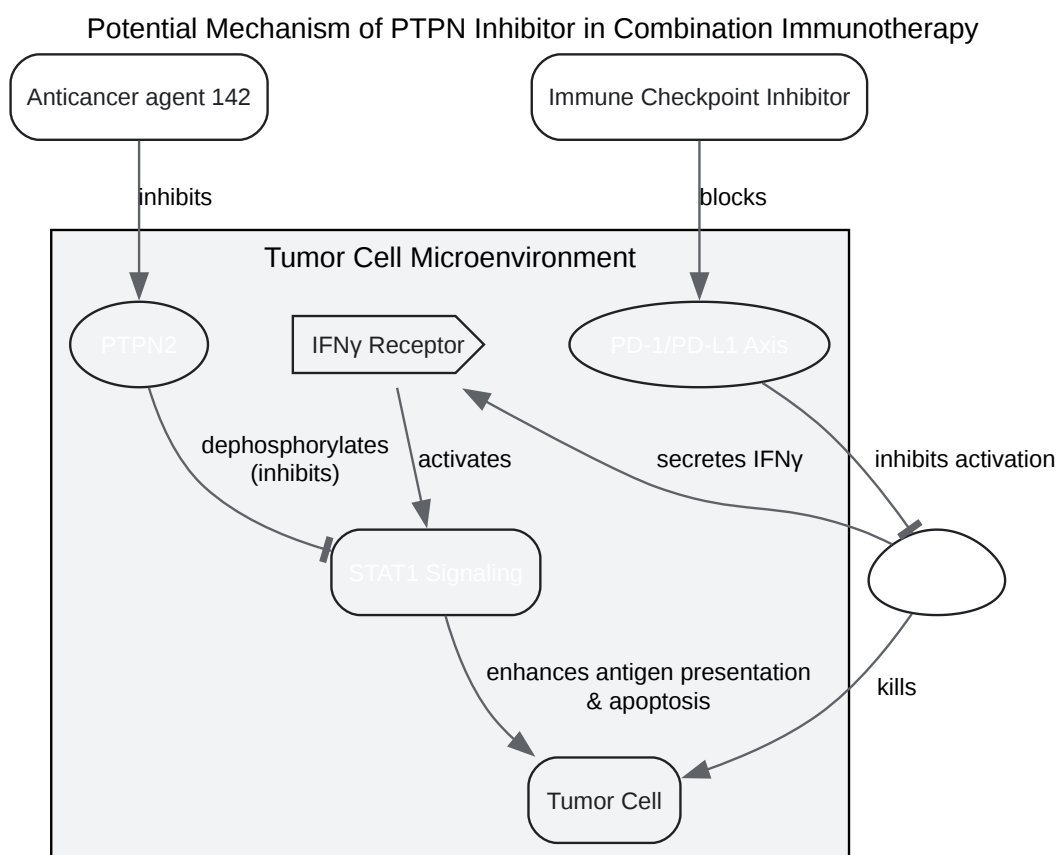 Potential Mechanism of PTPN Inhibitor in Combination Immunotherapy
Anticancer agent 142
Immune Checkpoint Inhibitor
inhibits
blocks
Tumor Cell Microenvironment
PTPN2
IFNγ Receptor
PD-1/PD-L1 Axis
dephosphorylates
(inhibits)
activates
secretes IFNγ
inhibits activation
STAT1 Signaling
enhances antigen presentation
& apoptosis
kills
Tumor Cell